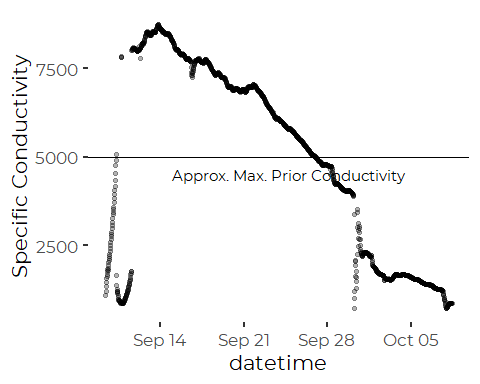 7500
5000
2500
Specific Conductivity
Approx. Max. Prior Conductivity
Sep 14
Sep 21
Sep 28
Oct 05
datetime